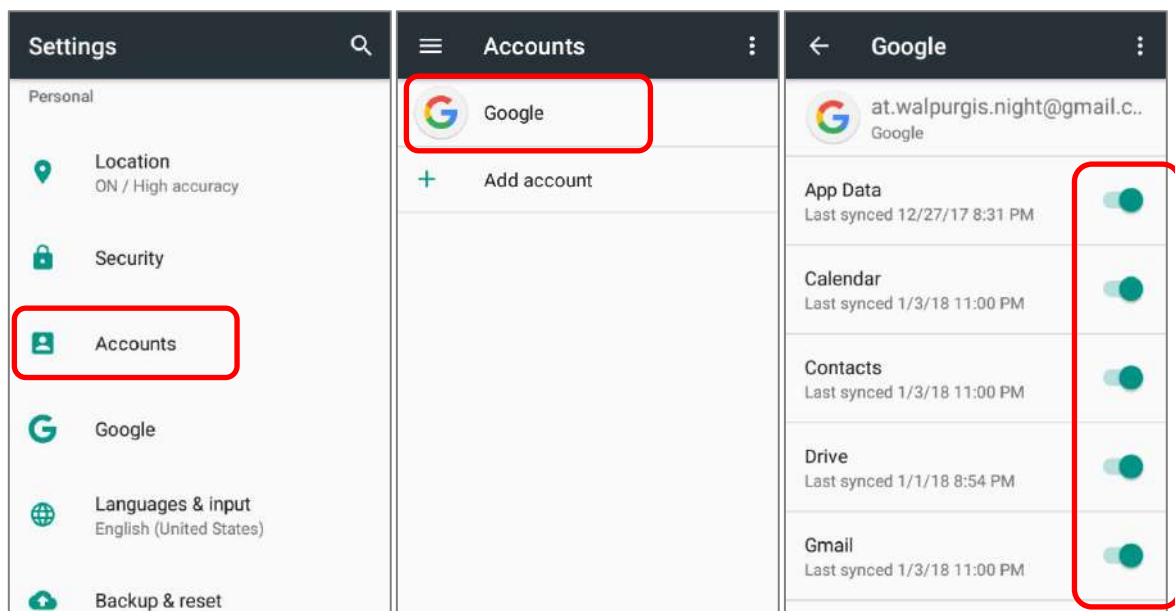 Settings
Personal
Location
ON / High accuracy
Security
Accounts
Google
Languages & input
English (United States)
Backup & reset
Accounts
Google
Add account
Google
at.walpurgis.night@gmail.c..
Google
App Data
Last synced 12/27/17 8:31 PM
Calendar
Last synced 1/3/18 11:00 PM
Contacts
Last synced 1/3/18 11:00 PM
Drive
Last synced 1/1/18 8:54 PM
Gmail
Last synced 1/3/18 11:00 PM